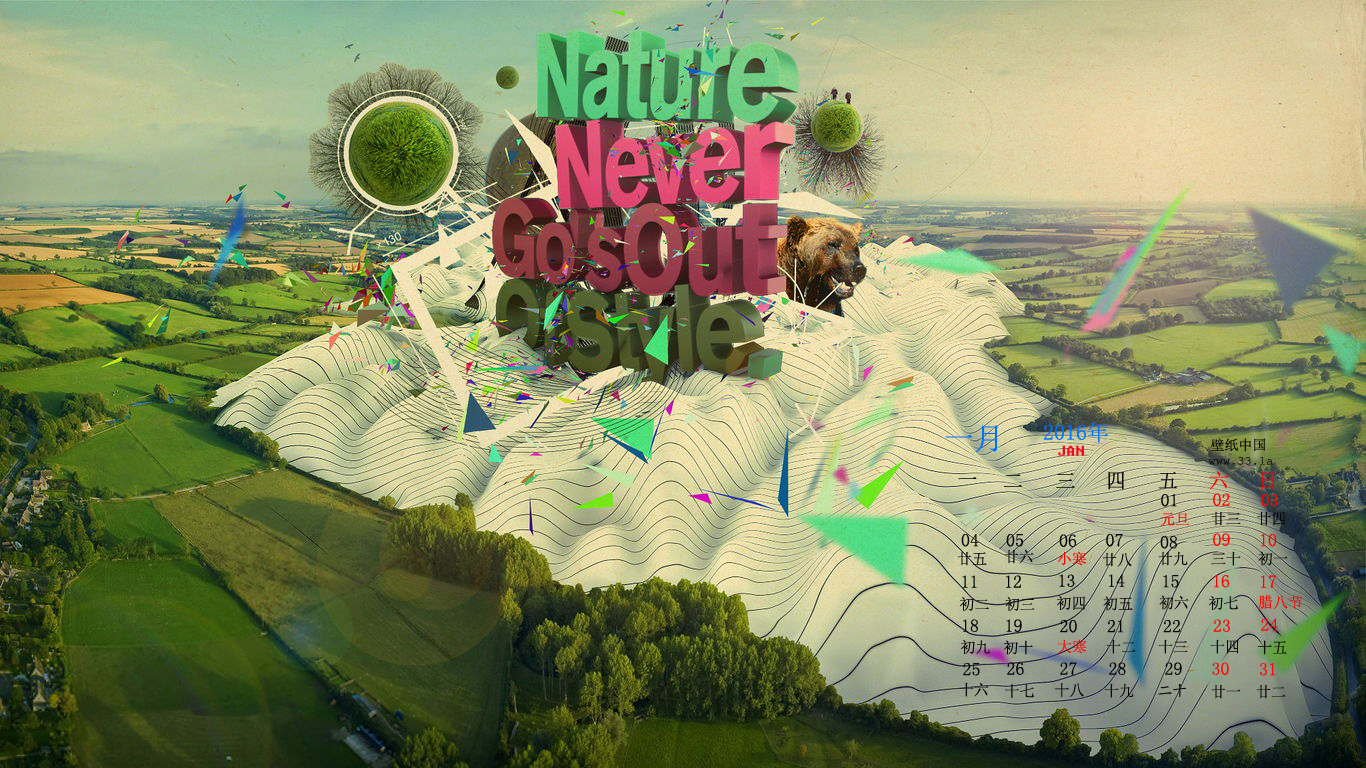 Nature
Never
Go'sOut
OfStyle
130
一月 2016年
JAN
壁纸中国
www.33.la
一 二 三 四 五 六 日
01 02 03
元旦 廿三 廿四
04 05 06 07 08 09 10
廿五 廿六 小寒 廿八 廿九 三十 初一
11 12 13 14 15 16 17
初二 初三 初四 初五 初六 初七 腊八节
18 19 20 21 22 23 24
初九 初十 大寒 十二 十三 十四 十五
25 26 27 28 29 30 31
十六 十七 十八 十九 二十 廿一 廿二